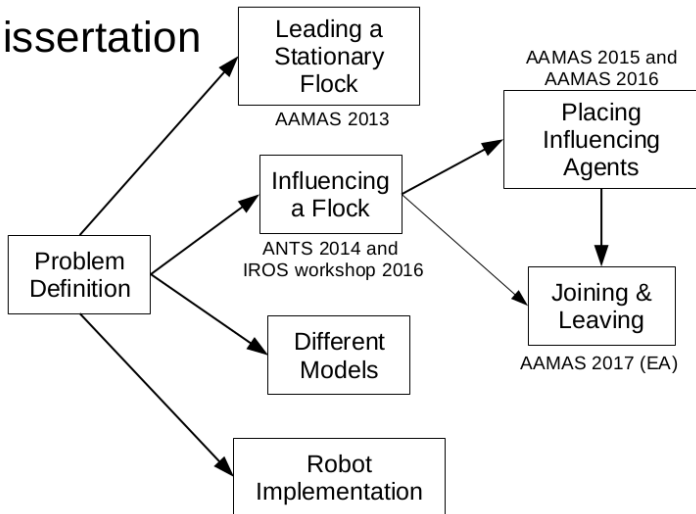 issertation
Leading a
Stationary
Flock
AAMAS 2013
AAMAS 2015 and
AAMAS 2016
Placing
Influencing
Agents
Influencing
a Flock
ANTS 2014 and
IROS workshop 2016
Problem
Definition
Joining &
Leaving
AAMAS 2017 (EA)
Different
Models
Robot
Implementation